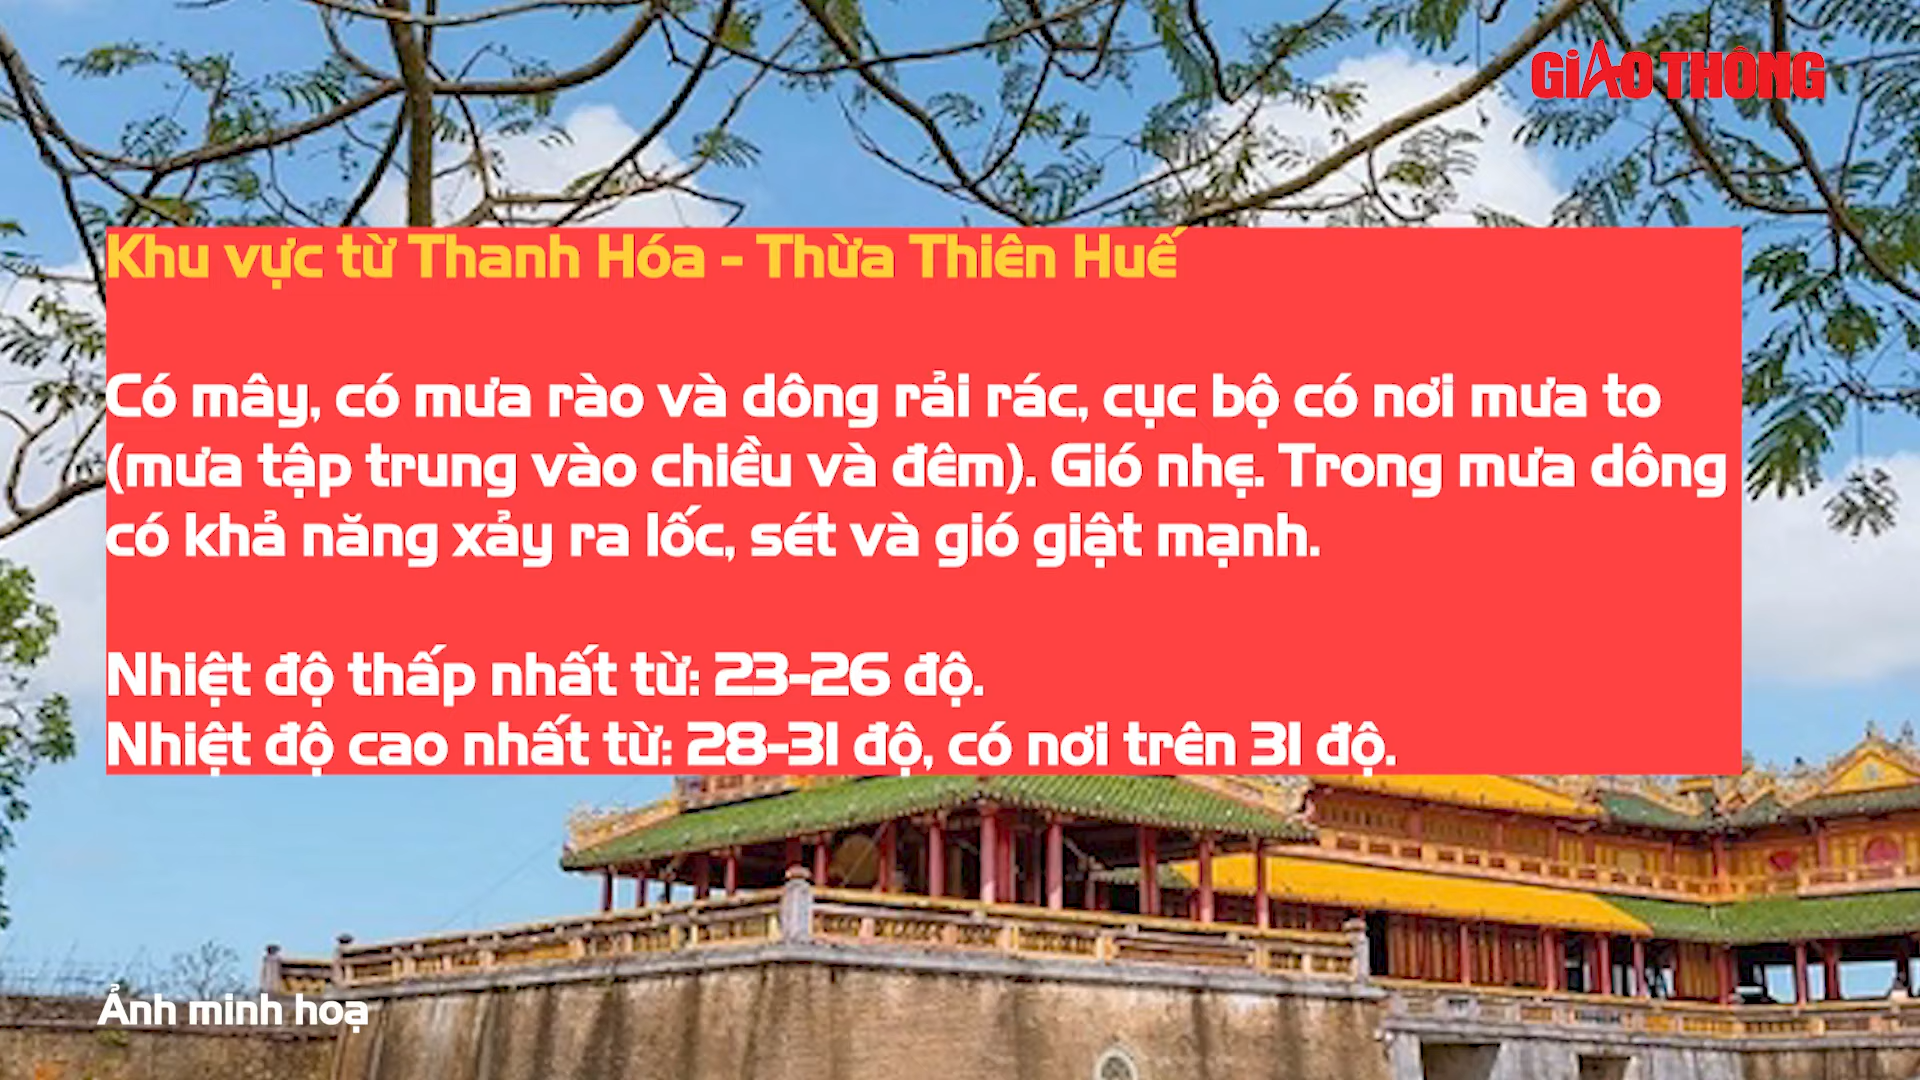 GIAO THÔNG
Khu vực từ Thanh Hóa - Thừa Thiên Huế
Có mây, có mưa rào và dông rải rác, cục bộ có nơi mưa to
(mưa tập trung vào chiều và đêm). Gió nhẹ. Trong mưa dông
có khả năng xảy ra lốc, sét và gió giật mạnh.
Nhiệt độ thấp nhất từ: 23-26 độ.
Nhiệt độ cao nhất từ: 28-31 độ, có nơi trên 31 độ.
Ảnh minh hoạ